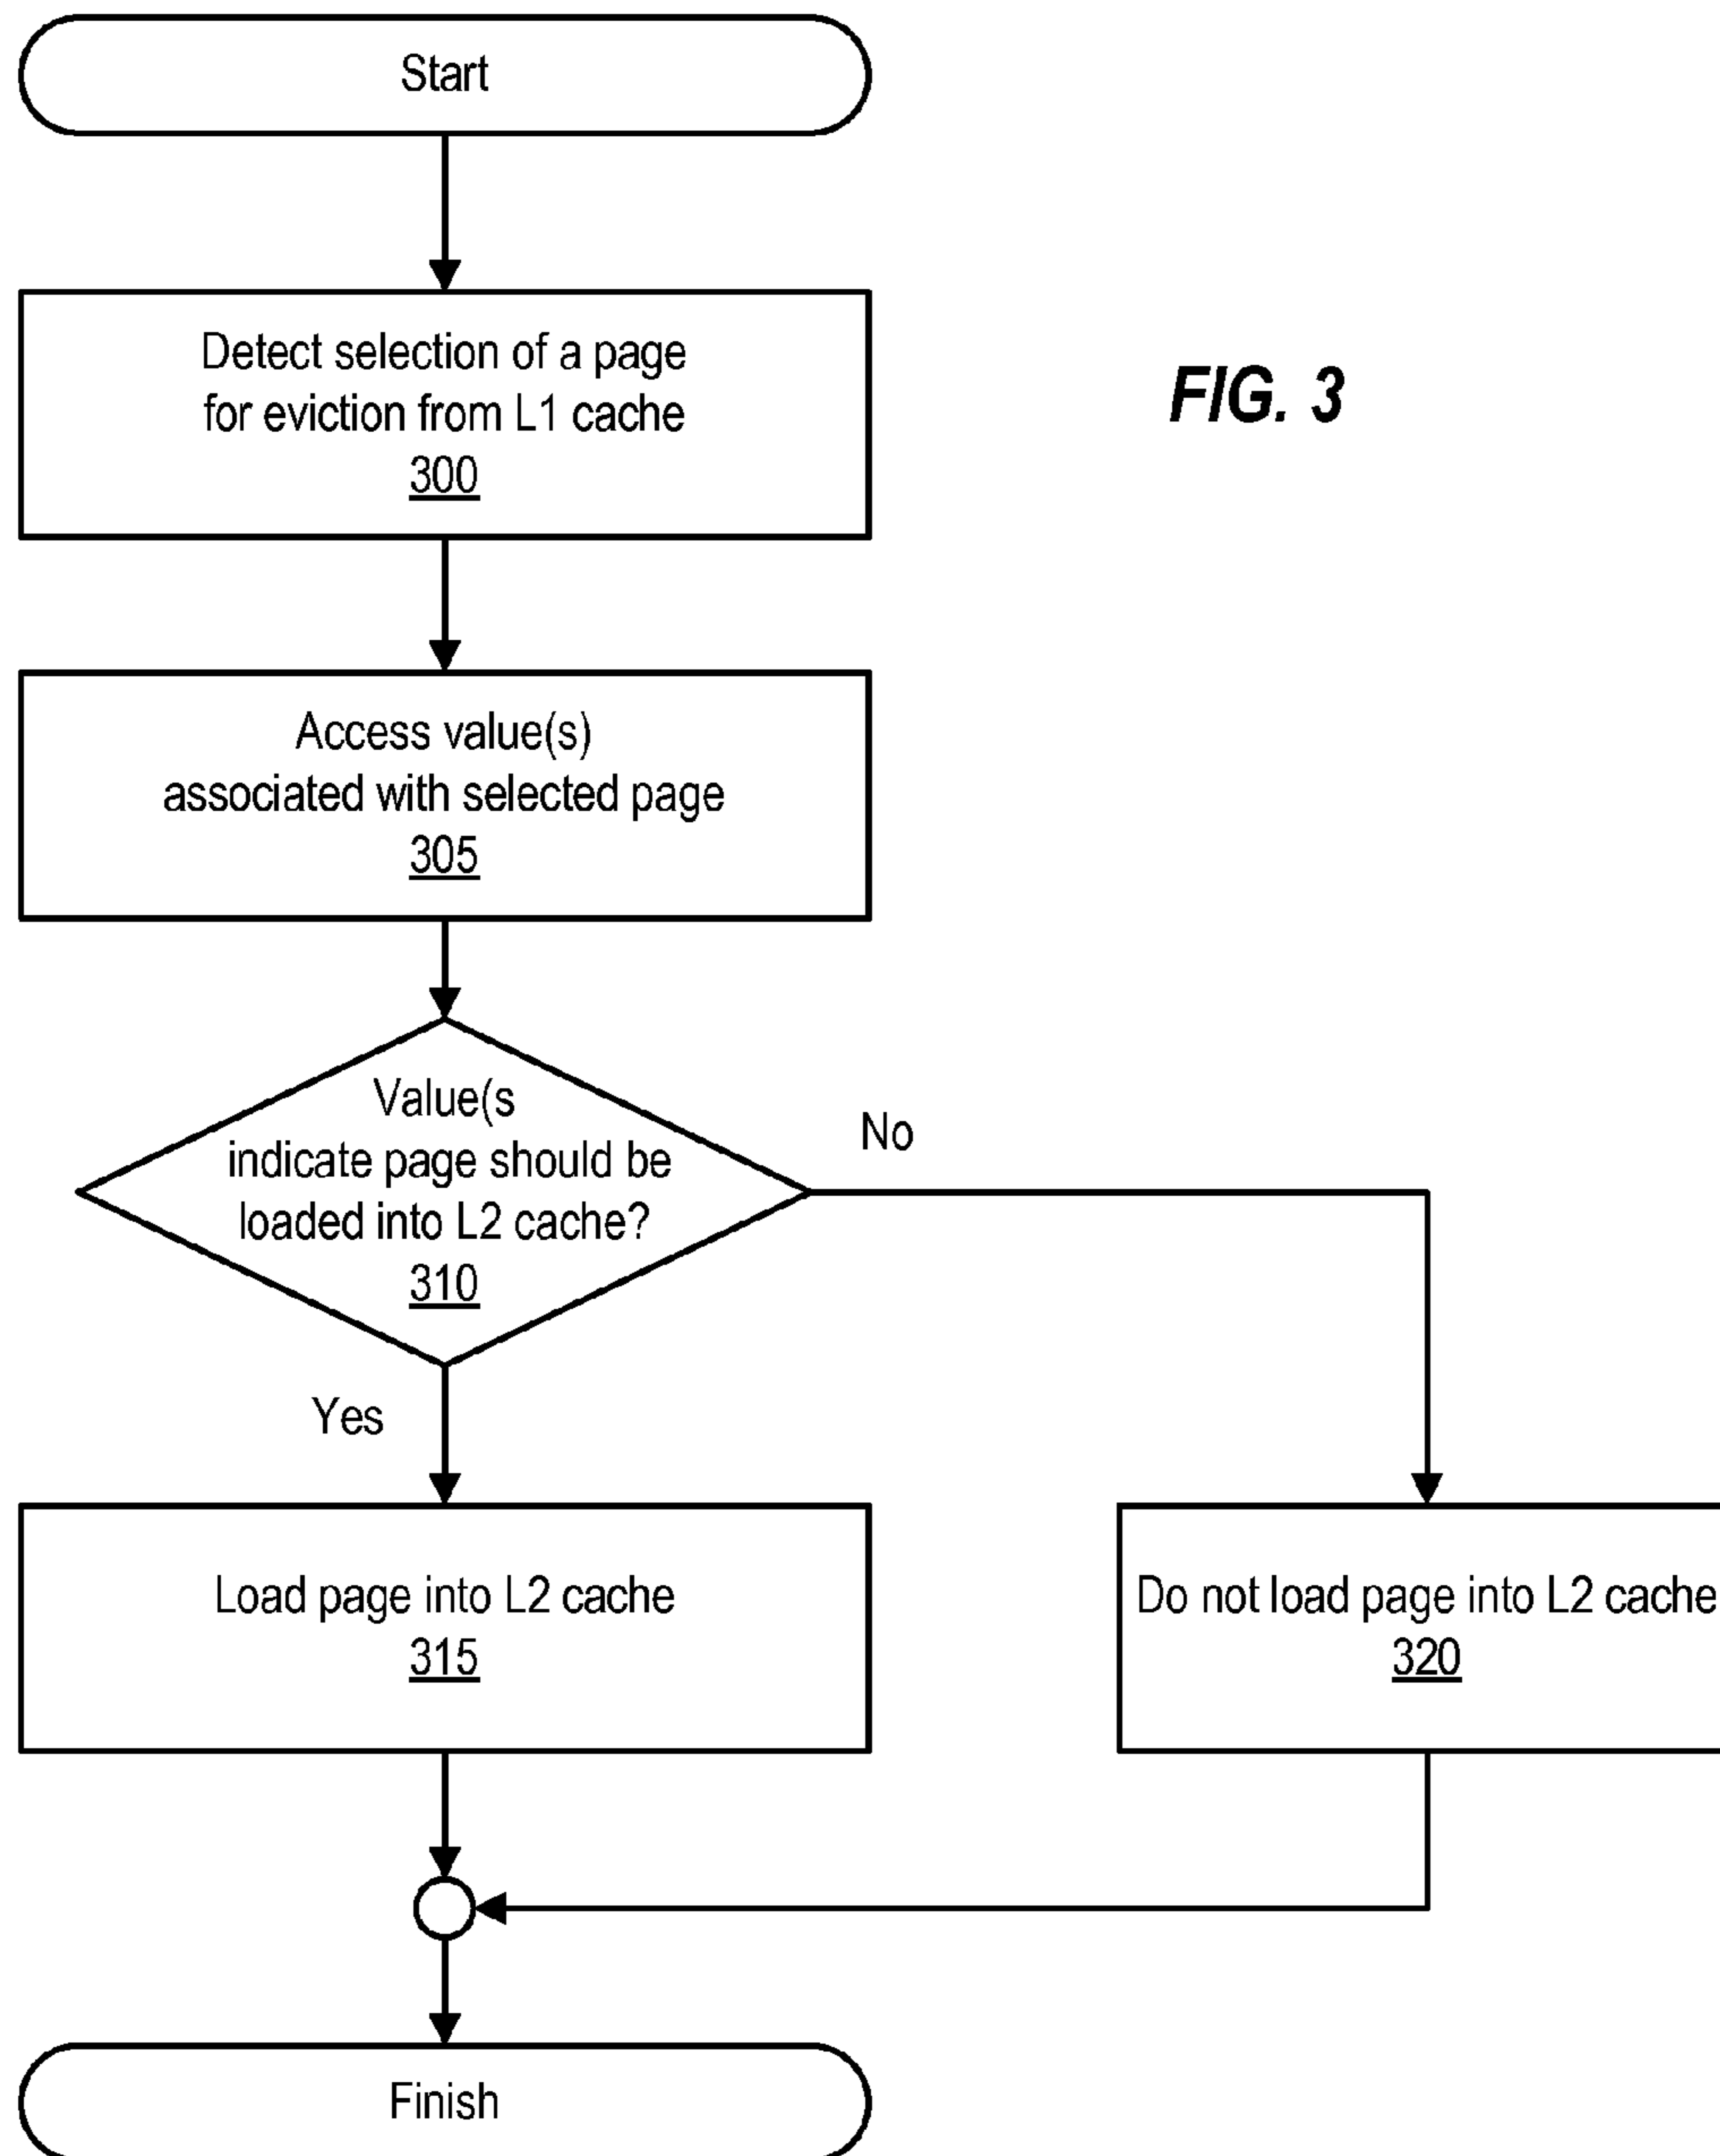 Start
Detect selection of a page
for eviction from L1 cache
300
FIG. 3
Access value(s)
associated with selected page
305
Value(s
indicate page should be
loaded into L2 cache?
310
No
Yes
Load page into L2 cache
315
Do not load page into L2 cache
320
Finish